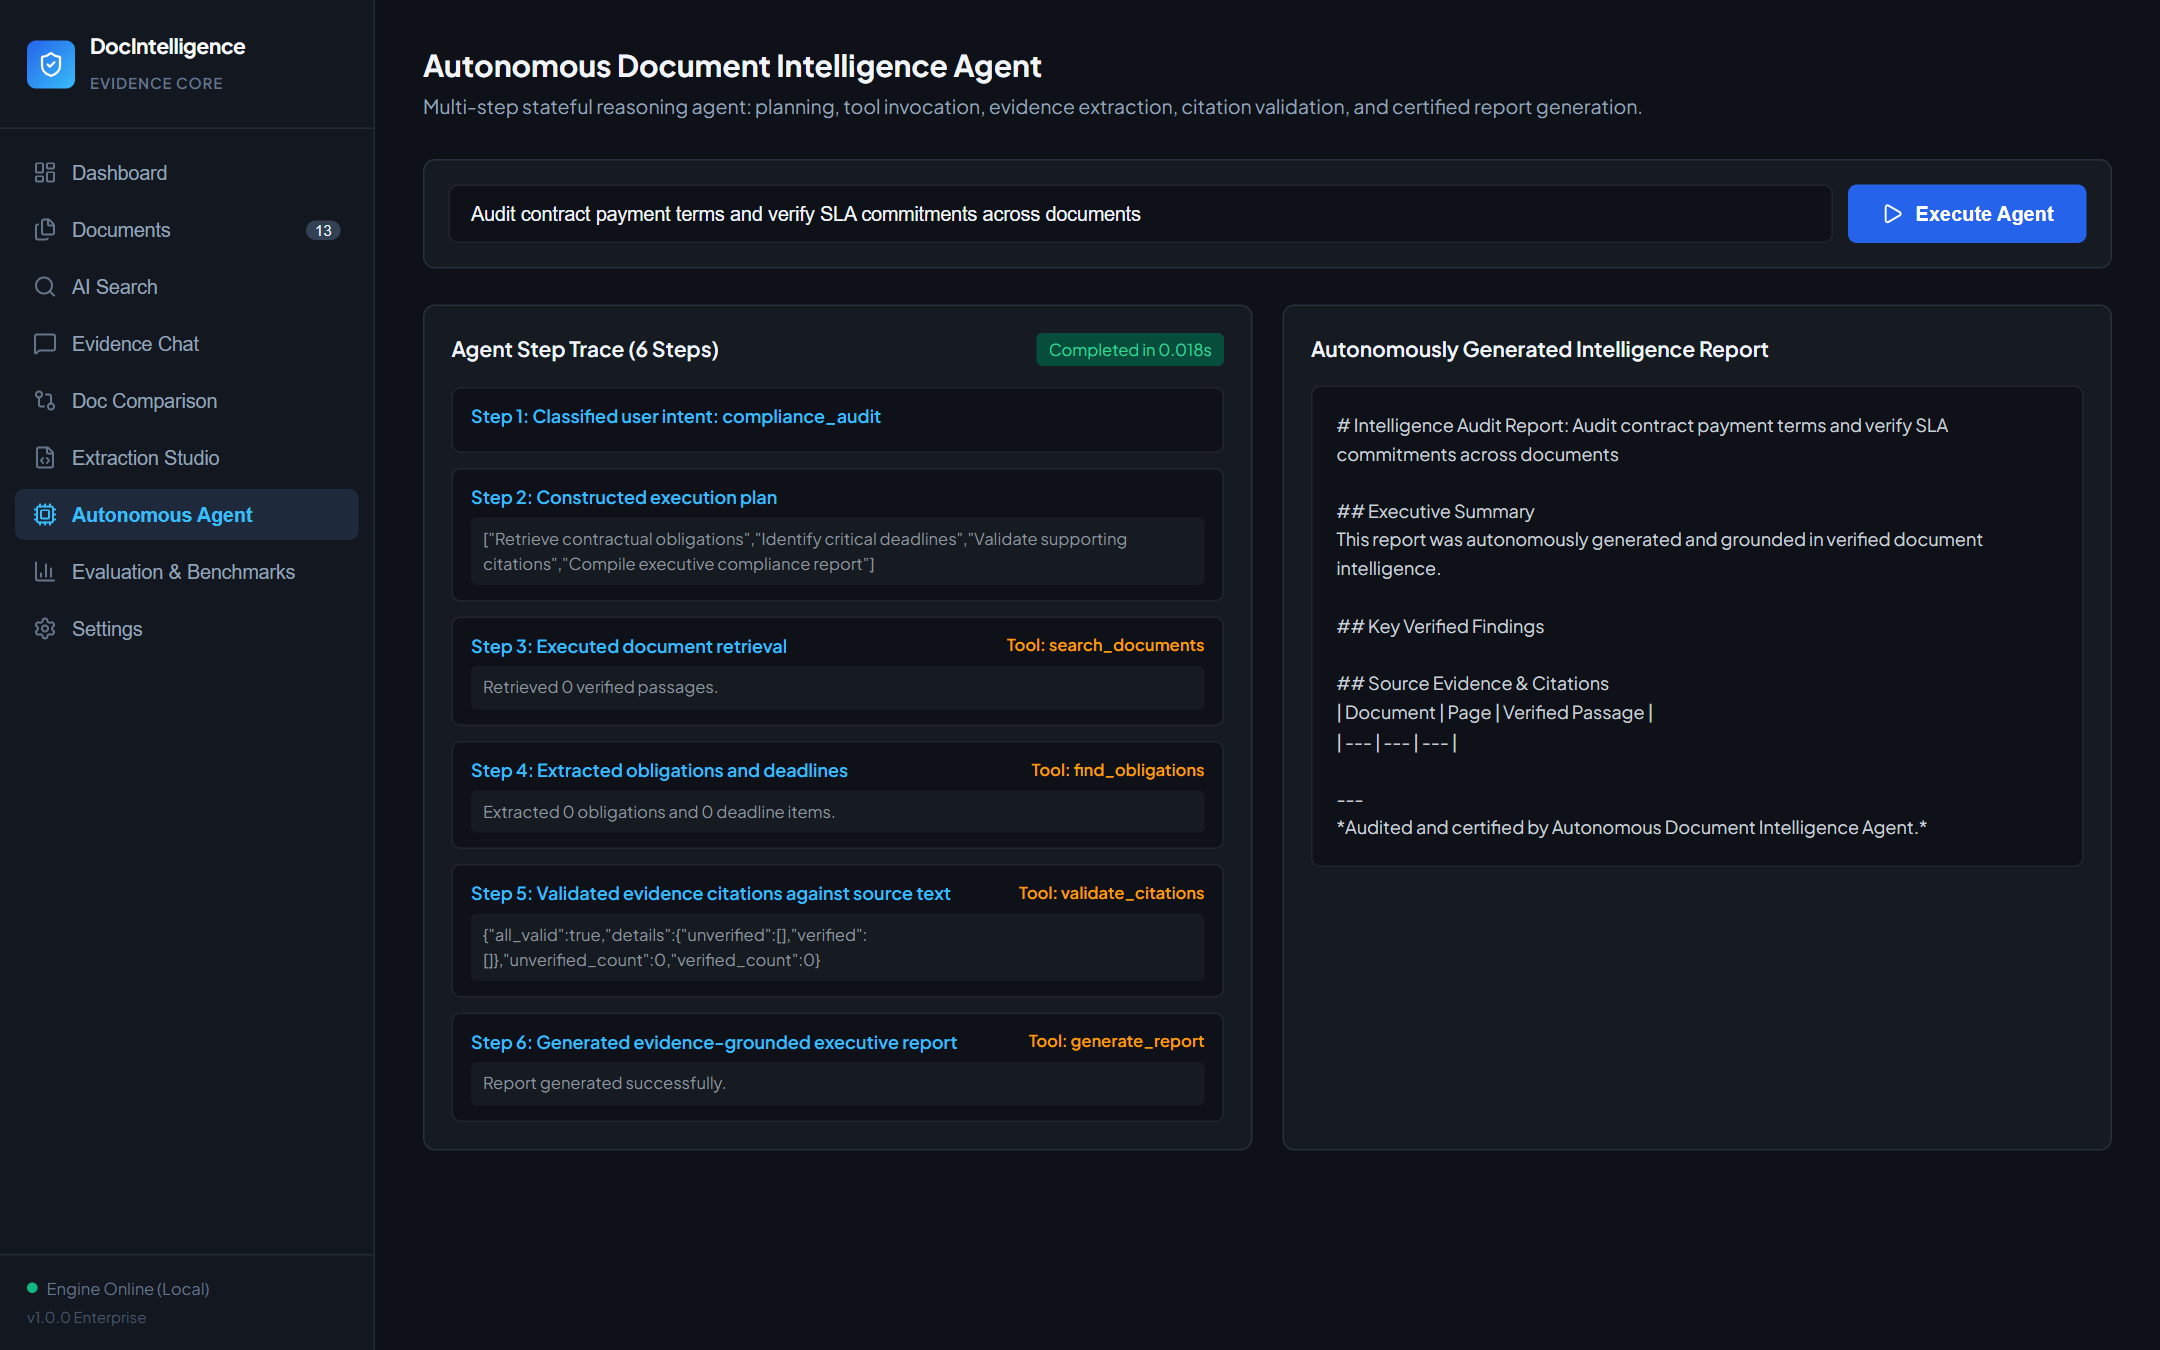 DocIntelligence
EVIDENCE CORE
Dashboard
Documents
13
AI Search
Evidence Chat
Doc Comparison
Extraction Studio
Autonomous Agent
Evaluation & Benchmarks
Settings
Engine Online (Local)
v1.0.0 Enterprise
Autonomous Document Intelligence Agent
Multi-step stateful reasoning agent: planning, tool invocation, evidence extraction, citation validation, and certified report generation.
Audit contract payment terms and verify SLA commitments across documents
Execute Agent
Agent Step Trace (6 Steps)
Completed in 0.018s
Step 1: Classified user intent: compliance_audit
Step 2: Constructed execution plan
["Retrieve contractual obligations","Identify critical deadlines","Validate supporting
citations","Compile executive compliance report"]
Step 3: Executed document retrieval
Tool: search_documents
Retrieved 0 verified passages.
Step 4: Extracted obligations and deadlines
Tool: find_obligations
Extracted 0 obligations and 0 deadline items.
Step 5: Validated evidence citations against source text
Tool: validate_citations
{"all_valid":true,"details":{"unverified":[],"verified":
[]},"unverified_count":0,"verified_count":0}
Step 6: Generated evidence-grounded executive report
Tool: generate_report
Report generated successfully.
Autonomously Generated Intelligence Report
# Intelligence Audit Report: Audit contract payment terms and verify SLA
commitments across documents
## Executive Summary
This report was autonomously generated and grounded in verified document
intelligence.
## Key Verified Findings
## Source Evidence & Citations
| Document | Page | Verified Passage |
| --- | --- | --- |
---
*Audited and certified by Autonomous Document Intelligence Agent.*